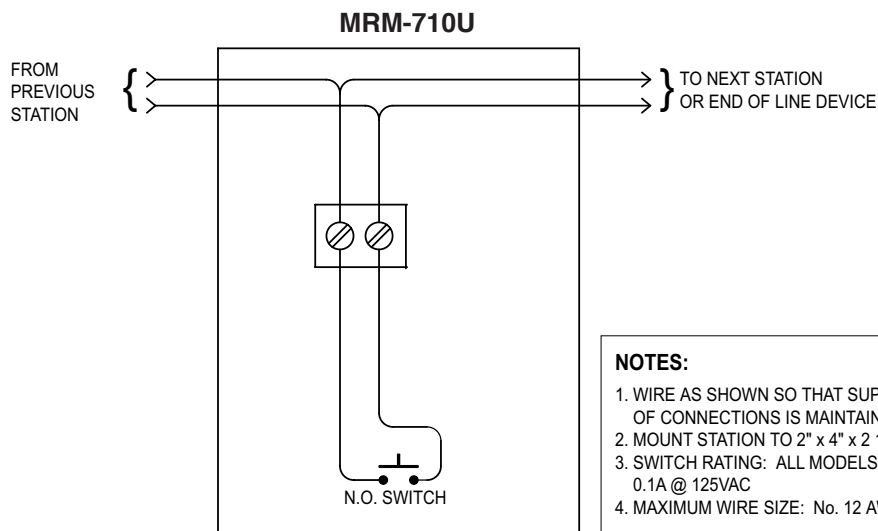 MRM-710U
FROM
PREVIOUS
STATION
TO NEXT STATION
OR END OF LINE DEVICE
N.O. SWITCH
NOTES:
1. WIRE AS SHOWN SO THAT
OF CONNECTIONS IS
2. MOUNT STATION TO 2" x 4" x 2
3. SWITCH RATING: ALL MODELS
0.1A @ 125VAC
4. MAXIMUM WIRE SIZE: No. 12